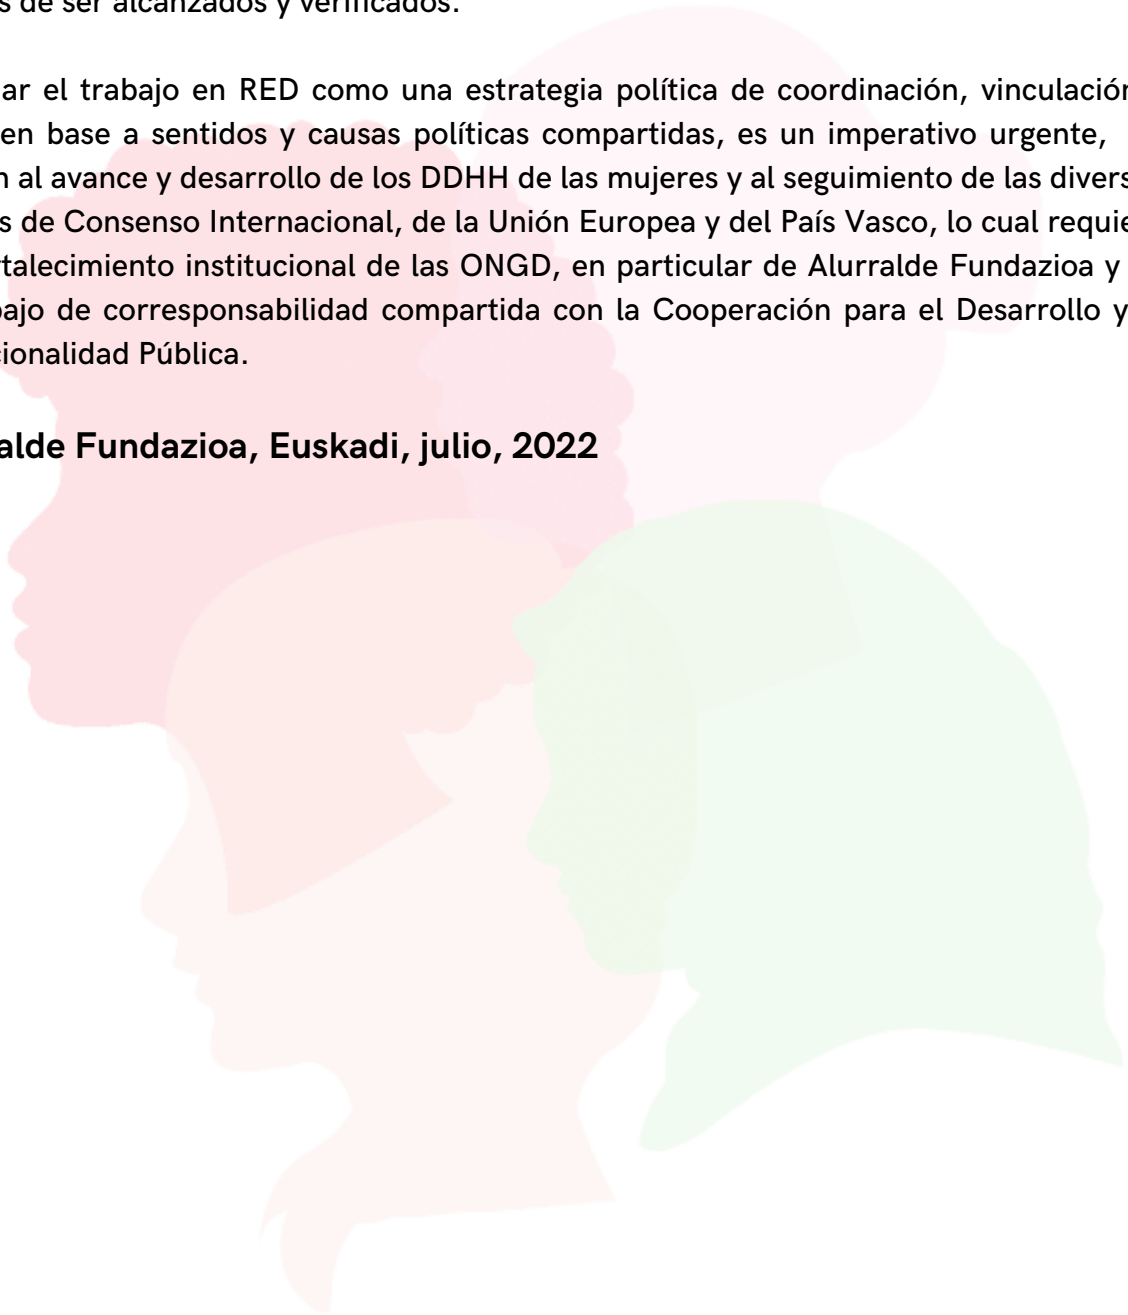 s de ser alcanzados y verificados.
ar el trabajo en RED como una estrategia política de coordinación, vinculación
en base a sentidos y causas políticas compartidas, es un imperativo urgente,
n al avance y desarrollo de los DDHH de las mujeres y al seguimiento de las divers
s de Consenso Internacional, de la Unión Europea y del País Vasco, lo cual requie
rtalecimiento institucional de las ONGD, en particular de Alurralde Fundazioa y
bajo de corresponsabilidad compartida con la Cooperación para el Desarrollo y
cionalidad Pública.
alde Fundazioa, Euskadi, julio, 2022